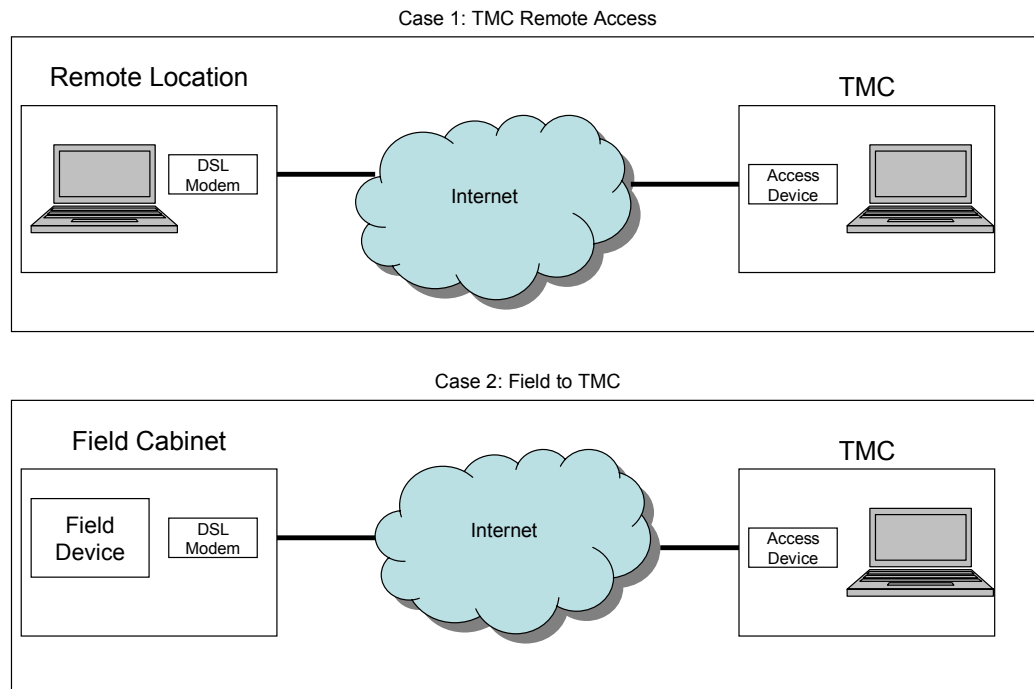 Case 1: TMC Remote Access
Remote Location
TMC
DSL
Modem
Internet
Access
Device
Case 2: Field to TMC
Field Cabinet
TMC
Field
Device
DSL
Modem
Internet
Access
Device